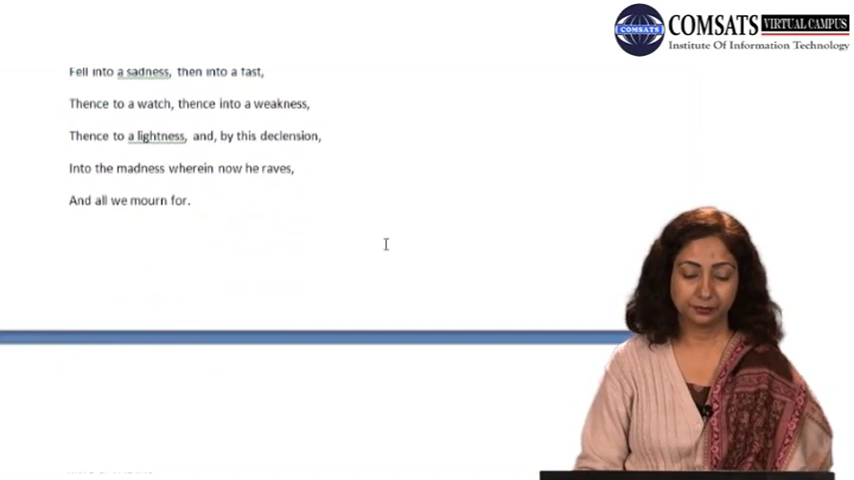 COMSATS VIRTUAL CAMPUS
COMSATS
Institute Of Information Technology
Fell into a sadness, then into a fast,
Thence to a watch, thence into a weakness,
Thence to a lightness, and, by this declension,
Into the madness wherein now he raves,
And all we mourn for.